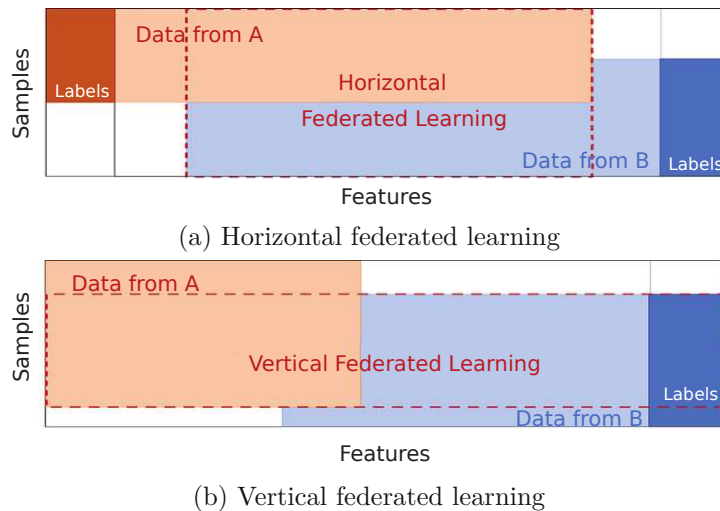 Data from A
Labels
Horizontal
Federated Learning
Data from B
Labels
Samples
Features
(a) Horizontal federated learning
Data from A
Vertical Federated Learning
Labels
Data from B
Samples
Features
(b) Vertical federated learning